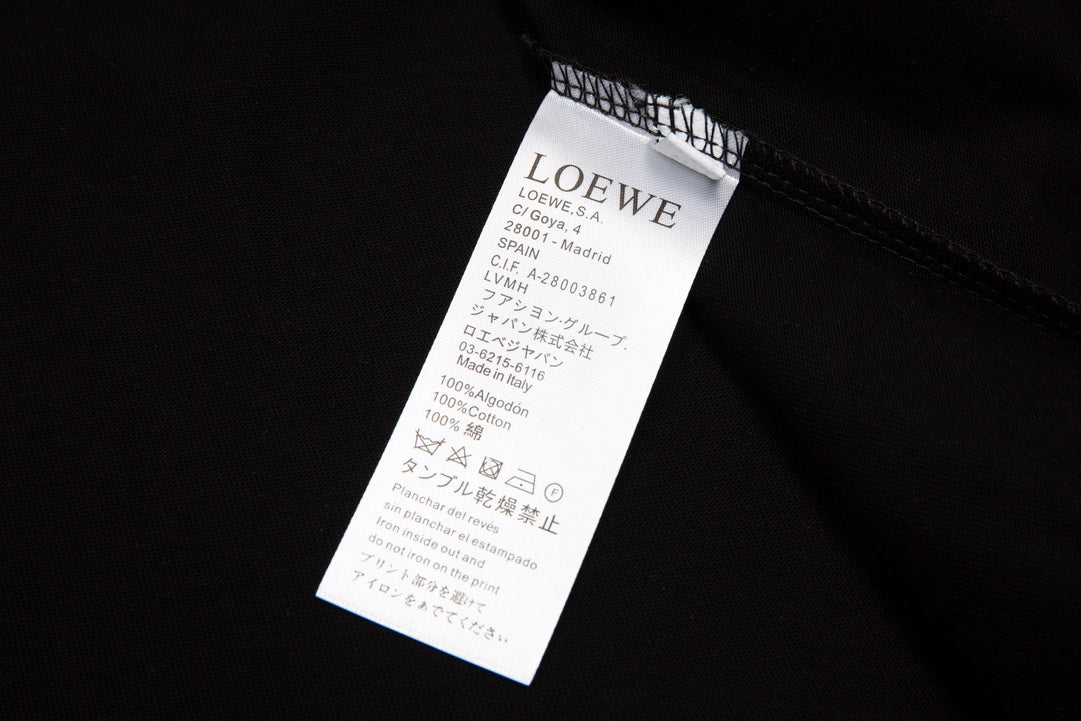 LOEWE
LOEWE,S.A.
C/ Goya, 4
28001 - Madrid
SPAIN
C.I.F. A-28003861
LVMH
フアシヨン·グループ.
ジャパン株式会社
ロエベジヤパン
03-6215-6116
Made in Italy
100%Algodón
100%Cotton
100% 綿
F
タンブル乾燥禁止
Planchar del revés
sin planchar el estampado
Iron inside out and
do not iron on the print
プリント部分を避けて
アイロンをぁでてください